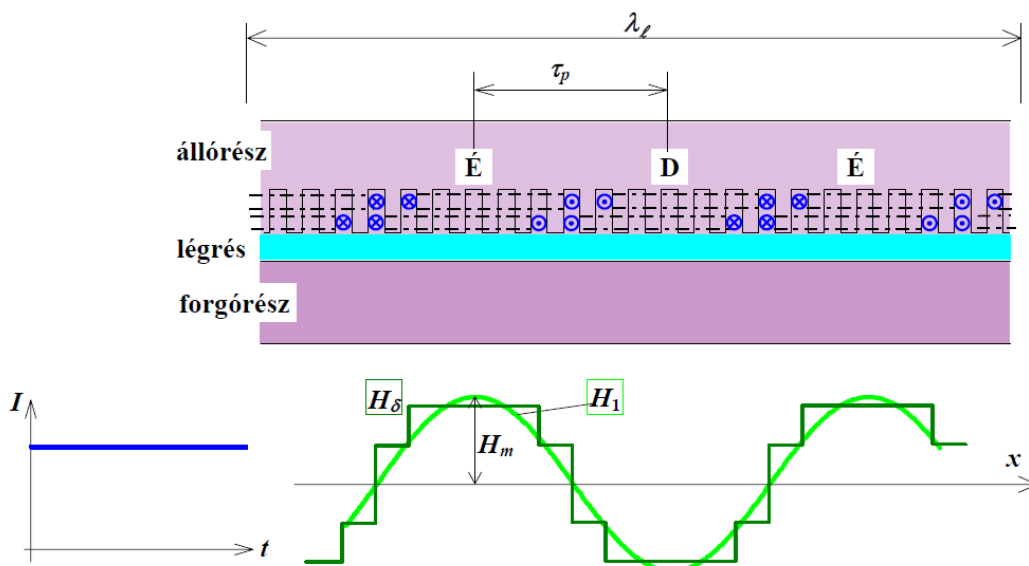 λℓ
τp
állórész
É D É
légrés
forgórész
I
Hδ H1
Hm
x
t